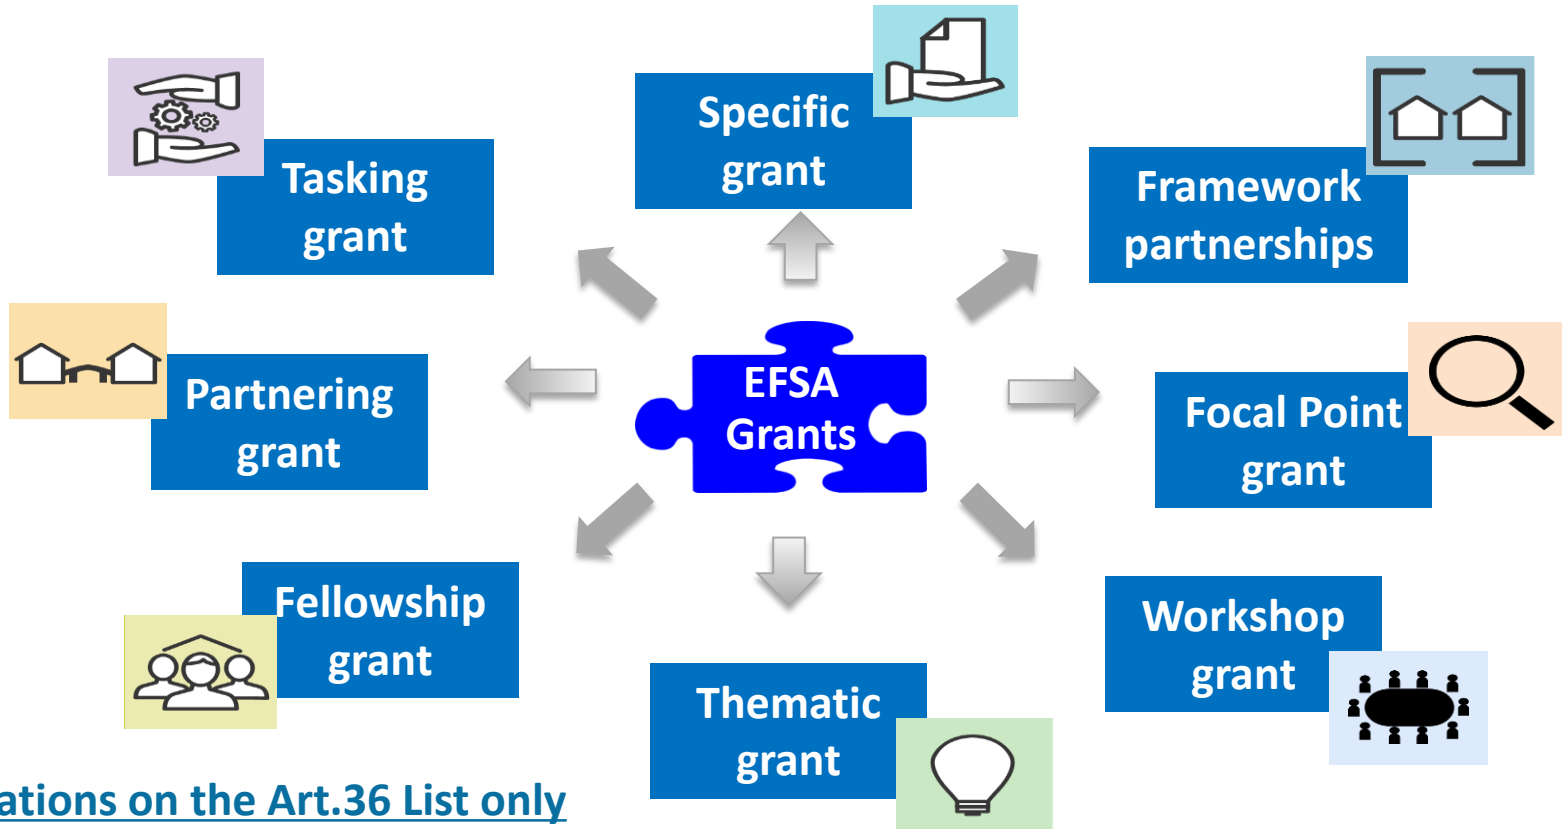 Specific
grant
Tasking
grant
Framework
partnerships
EFSA
Grants
Partnering
grant
Focal Point
grant
Fellowship
grant
Workshop
grant
Thematic
grant
ations on the Art.36 List only